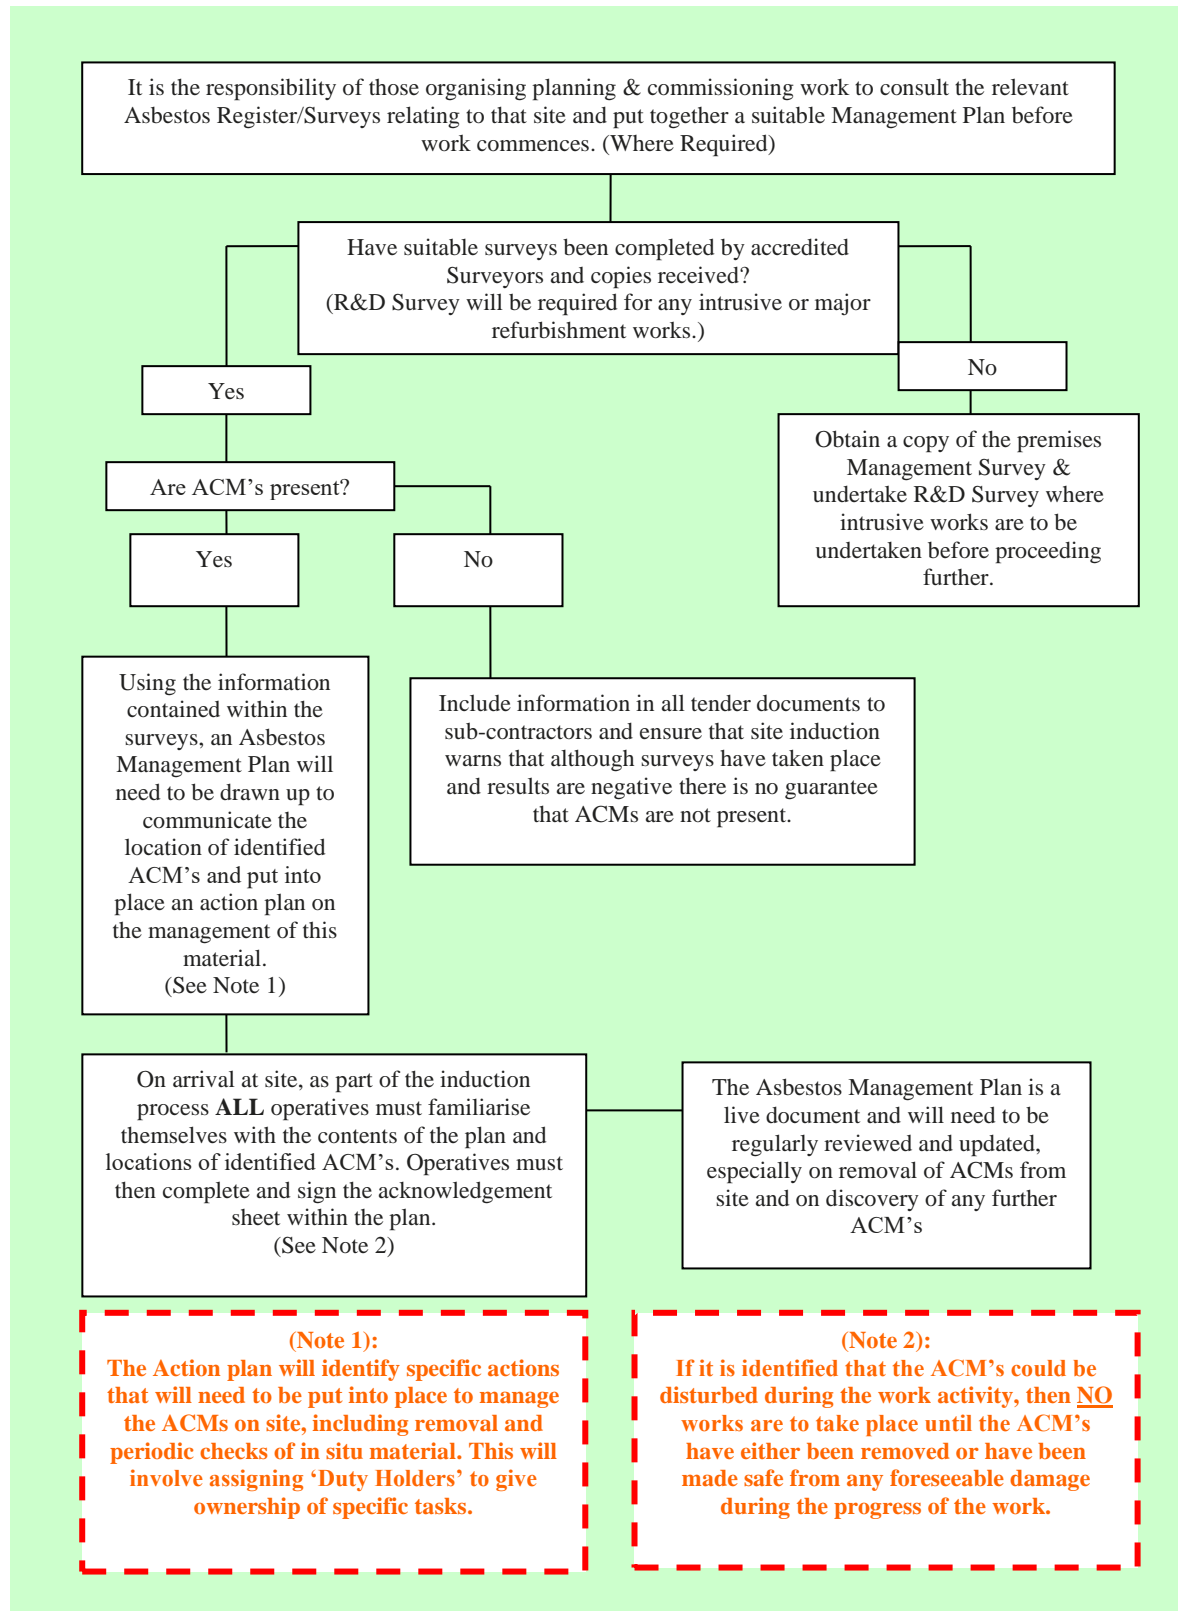 It is the responsibility of those organising planning & commissioning work to consult the relevant
Asbestos Register/Surveys relating to that site and put together a suitable Management Plan before
work commences. (Where Required)
Have suitable surveys been completed by accredited
Surveyors and copies received?
(R&D Survey will be required for any intrusive or major
refurbishment works.)
Yes
No
Obtain a copy of the premises
Management Survey &
undertake R&D Survey where
intrusive works are to be
undertaken before proceeding
further.
Are ACM’s present?
Yes
No
Using the information
contained within the
surveys, an Asbestos
Management Plan will
need to be drawn up to
communicate the
location of identified
ACM’s and put into
place an action plan on
the management of this
material.
(See Note 1)
Include information in all tender documents to
sub-contractors and ensure that site induction
warns that although surveys have taken place
and results are negative there is no guarantee
that ACMs are not present.
On arrival at site, as part of the induction
process ALL operatives must familiarise
themselves with the contents of the plan and
locations of identified ACM’s. Operatives must
then complete and sign the acknowledgement
sheet within the plan.
(See Note 2)
The Asbestos Management Plan is a
live document and will need to be
regularly reviewed and updated,
especially on removal of ACMs from
site and on discovery of any further
ACM’s
(Note 1):
The Action plan will identify specific actions
that will need to be put into place to manage
the ACMs on site, including removal and
periodic checks of in situ material. This will
involve assigning ‘Duty Holders’ to give
ownership of specific tasks.
(Note 2):
If it is identified that the ACM’s could be
disturbed during the work activity, then NO
works are to take place until the ACM’s
have either been removed or have been
made safe from any foreseeable damage
during the progress of the work.